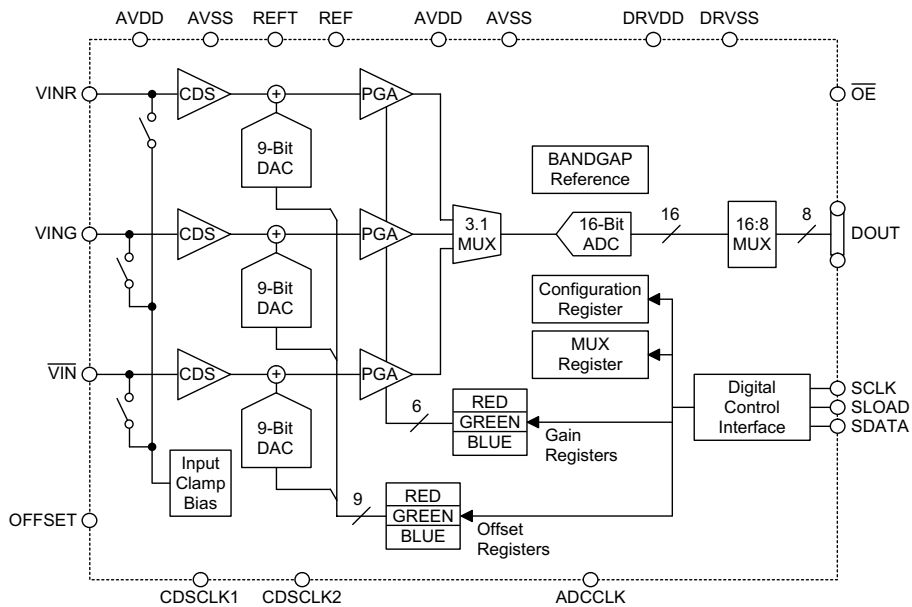 AVDD AVSS REFT REF AVDD AVSS DRVDD DRVSS
VINR CDS + PGA OE
9-Bit
DAC
BANDGAP
Reference
VING CDS + PGA
3.1
MUX
16-Bit
ADC
16
16:8
MUX
8
DOUT
9-Bit
DAC
Configuration
Register
MUX
Register
VIN CDS + PGA
9-Bit
DAC
6
RED
GREEN
BLUE
Gain
Registers
Digital
Control
Interface
SCLK
SLOAD
SDATA
Input
Clamp
Bias
9
RED
GREEN
BLUE
Offset
Registers
OFFSET
CDSCLK1 CDSCLK2 ADCCLK